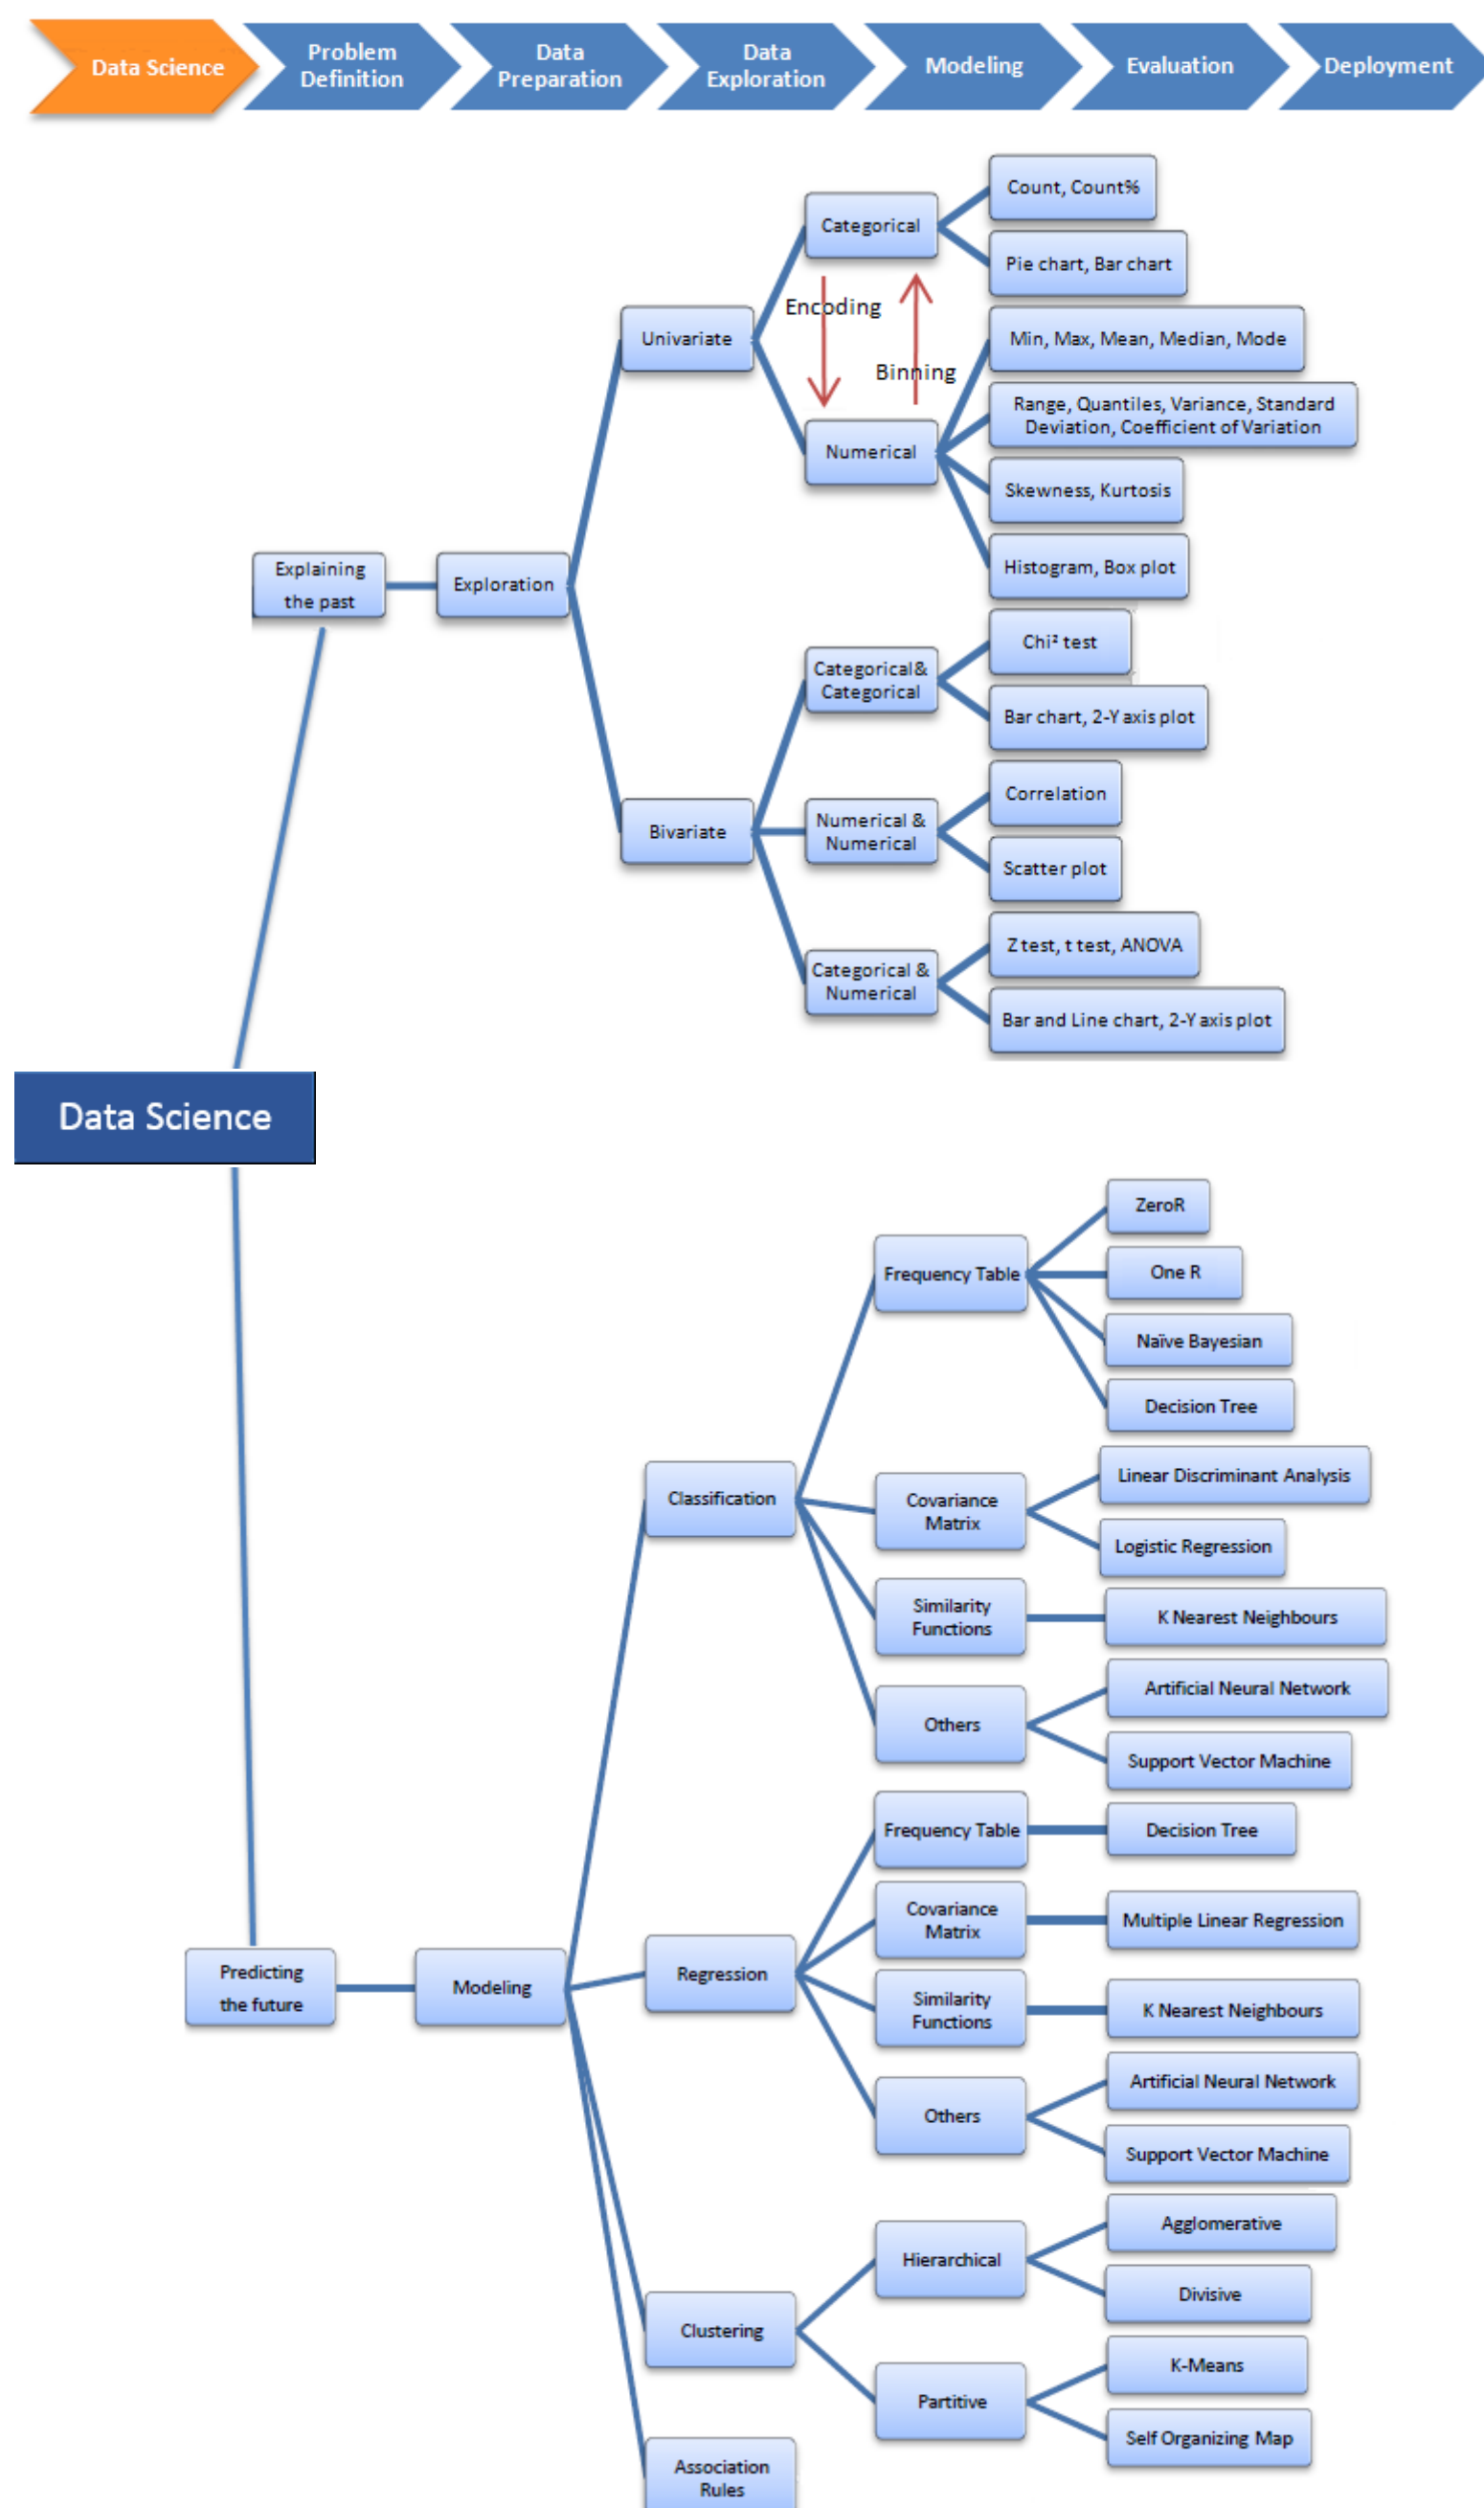 Data Science
Problem
Definition
Data
Preparation
Data
Exploration
Modeling
Evaluation
Deployment
Categorical
Count, Count%
Pie chart, Bar chart
Encoding
Binning
Univariate
Min, Max, Mean, Median, Mode
Range, Quantiles, Variance, Standard
Deviation, Coefficient of Variation
Numerical
Skewness, Kurtosis
Histogram, Box plot
Explaining
the past
Exploration
Categorical&
Categorical
Chi² test
Bar chart, 2-Y axis plot
Bivariate
Numerical &
Numerical
Correlation
Scatter plot
Categorical &
Numerical
Z test, t test, ANOVA
Bar and Line chart, 2-Y axis plot
Data Science
Frequency Table
ZeroR
One R
Naïve Bayesian
Decision Tree
Classification
Covariance
Matrix
Linear Discriminant Analysis
Logistic Regression
Similarity
Functions
K Nearest Neighbours
Others
Artificial Neural Network
Support Vector Machine
Frequency Table
Decision Tree
Covariance
Matrix
Multiple Linear Regression
Predicting
the future
Modeling
Regression
Similarity
Functions
K Nearest Neighbours
Others
Artificial Neural Network
Support Vector Machine
Hierarchical
Agglomerative
Divisive
Clustering
Partitive
K-Means
Self Organizing Map
Association
Rules